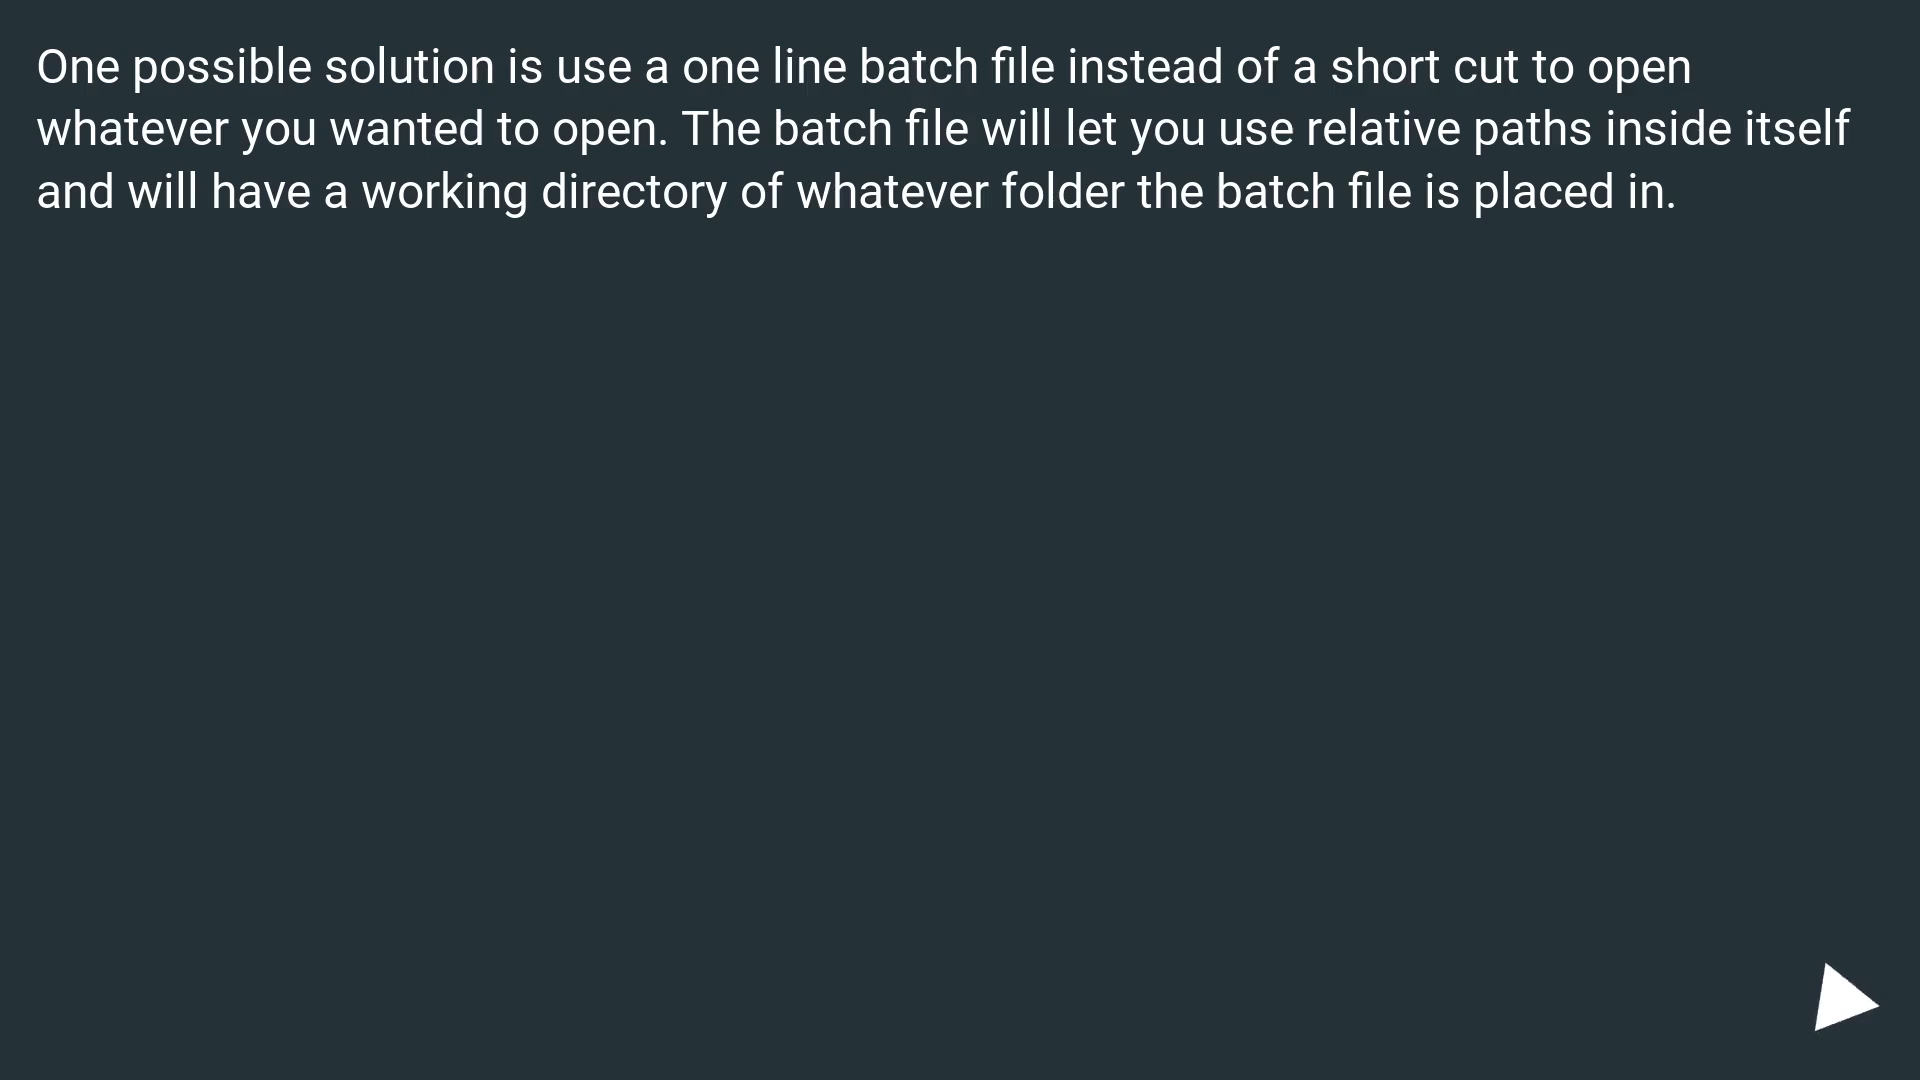 One possible solution is use a one line batch file instead of a short cut to open
whatever you wanted to open. The batch file will let you use relative paths inside itself
and will have a working directory of whatever folder the batch file is placed in.